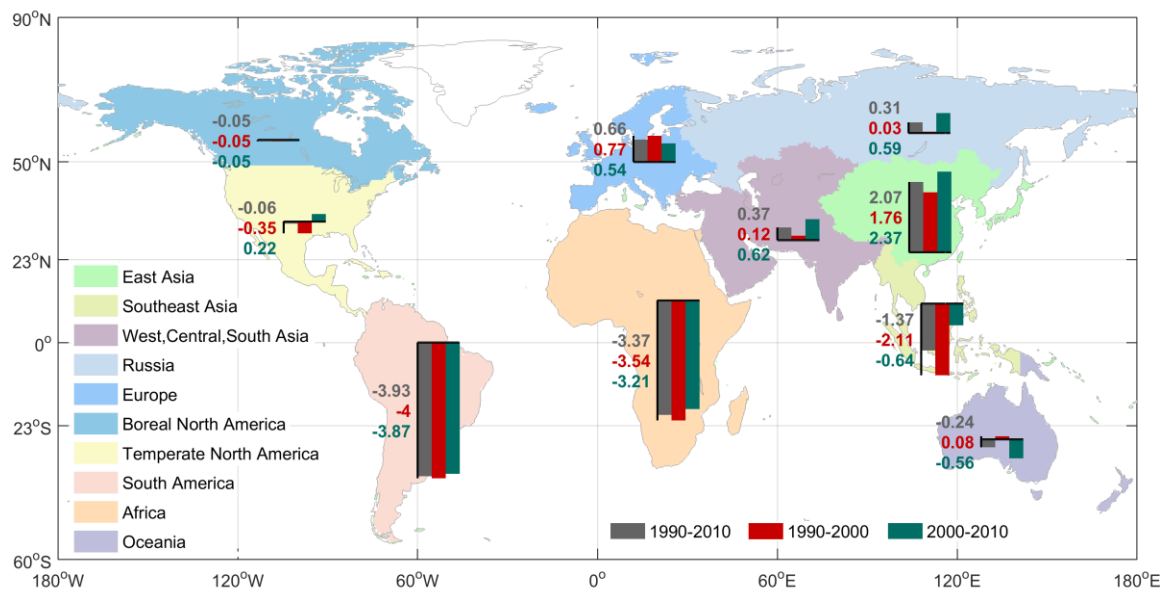 90°N
50°N
23°N
0°
23°S
60°S
180°W
120°W
60°W
0°
60°E
120°E
180°E
-0.05
-0.05
-0.05
-0.06
-0.35
0.22
0.66
0.77
0.54
0.31
0.03
0.59
0.37
0.12
0.62
2.07
1.76
2.37
-3.93
-4
-3.87
-3.37
-3.54
-3.21
-1.37
-2.11
-0.64
-0.24
0.08
-0.56
East Asia
Southeast Asia
West,Central,South Asia
Russia
Europe
Boreal North America
Temperate North America
South America
Africa
Oceania
1990-2010 1990-2000 2000-2010